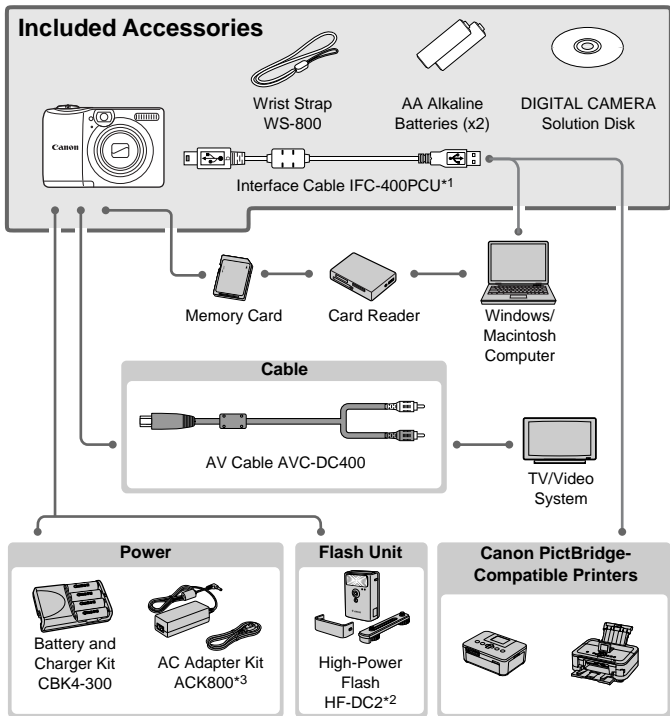 Included Accessories
Canon
Wrist Strap
WS-800
AA Alkaline
Batteries (x2)
DIGITAL CAMERA
Solution Disk
Interface Cable IFC-400PCU*1
Memory Card
Card Reader
Windows/
Macintosh
Computer
Cable
AV Cable AVC-DC400
TV/Video
System
Power
Battery and
Charger Kit
CBK4-300
AC Adapter Kit
ACK800*3
Flash Unit
High-Power
Flash
HF-DC2*2
Canon PictBridge-
Compatible Printers